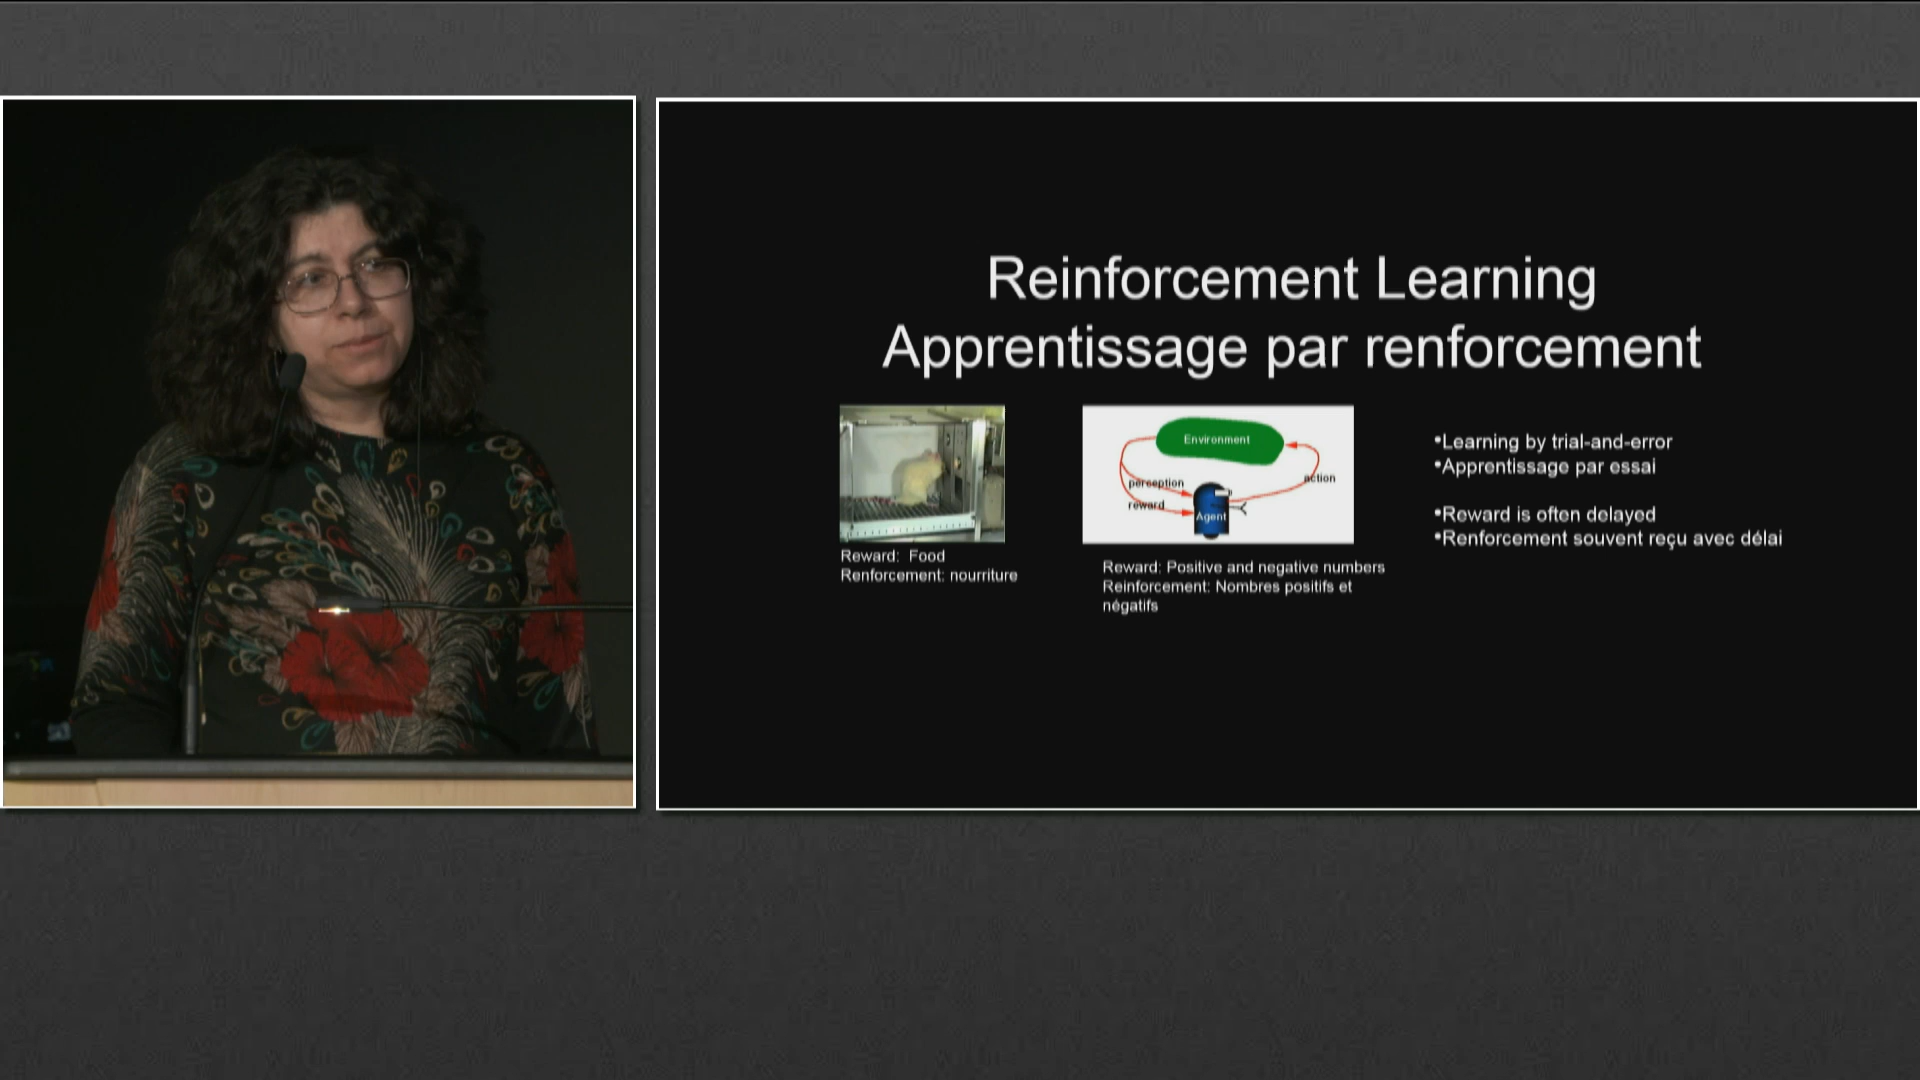 Reinforcement Learning
Apprentissage par renforcement
Environment
perception
action
reward
Agent
Reward: Food
Renforcement: nourriture
Reward: Positive and negative numbers
Reinforcement: Nombres positifs et
négatifs
•Learning by trial-and-error
•Apprentissage par essai
•Reward is often delayed
•Renforcement souvent reçu avec délai